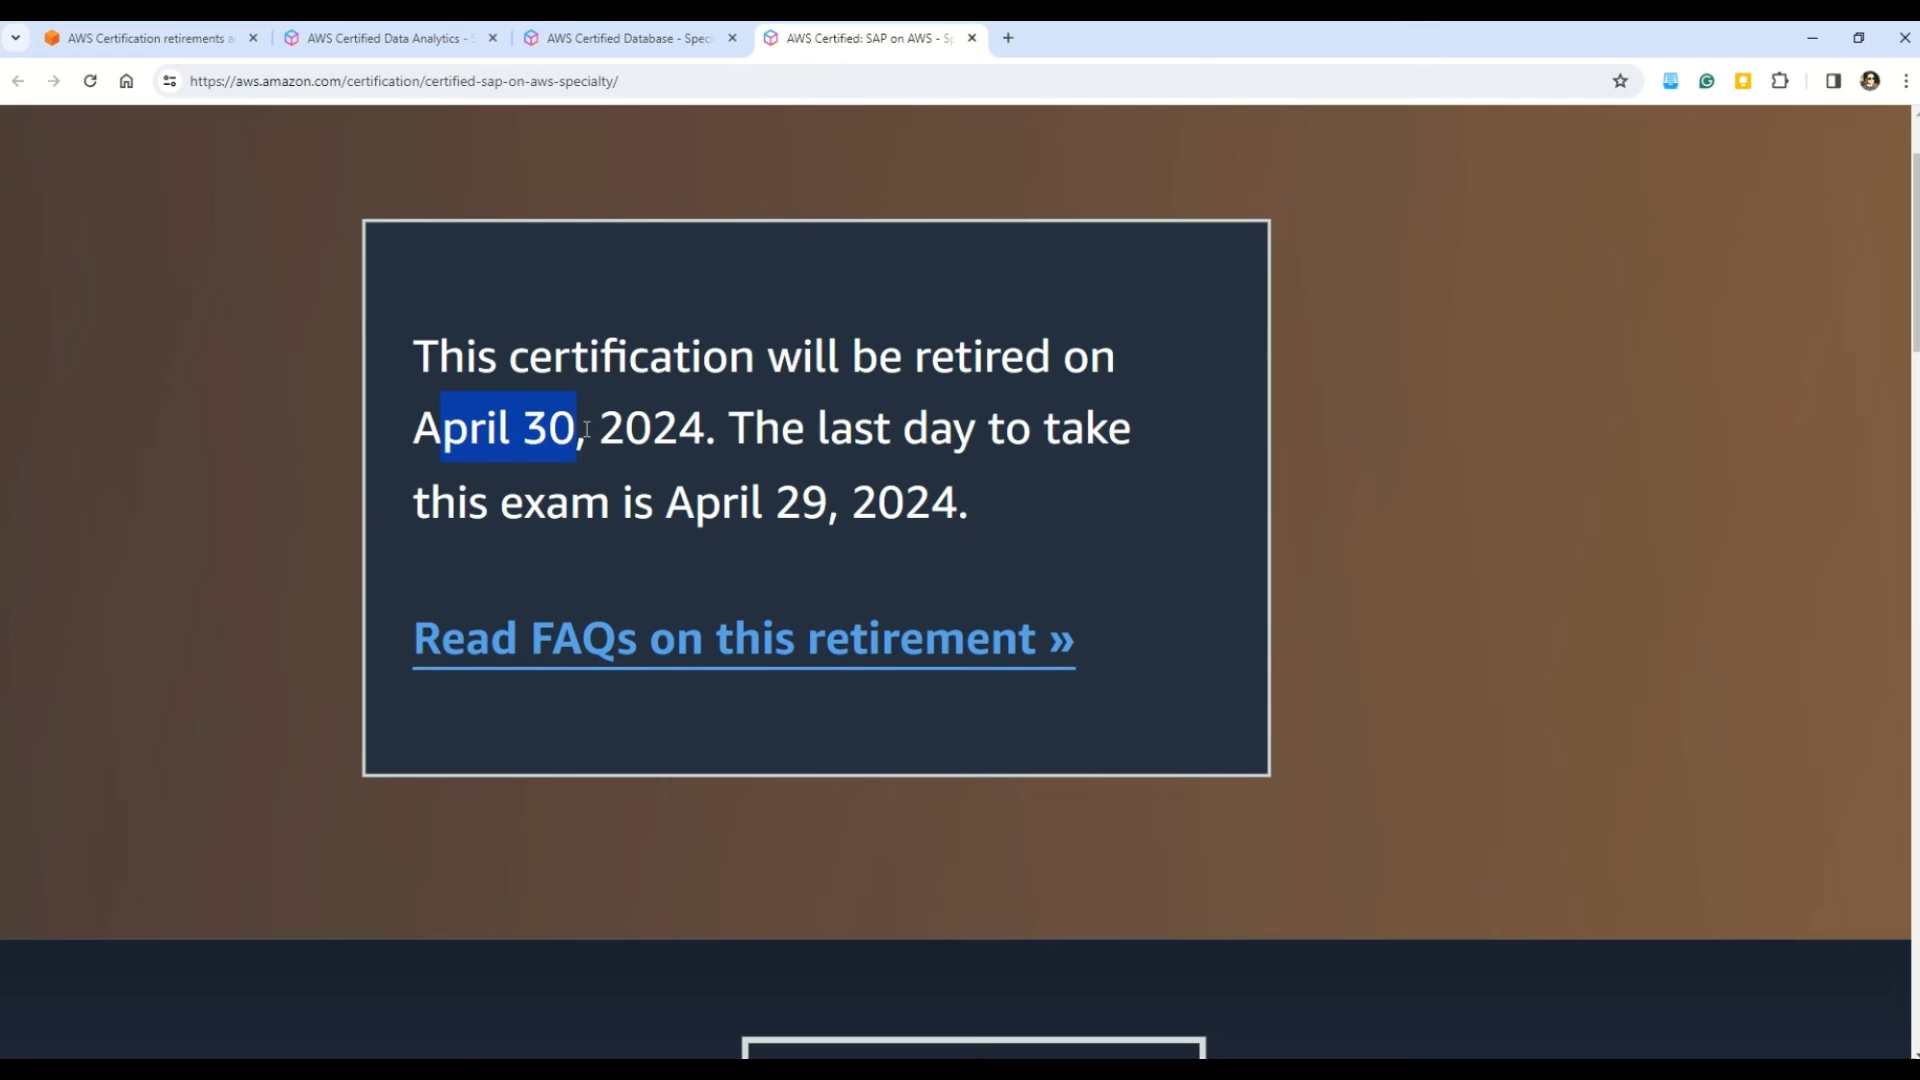 AWS Certification retirements a
AWS Certified Data Analytics - S
AWS Certified Database - Speci
AWS Certified: SAP on AWS - Sp
https://aws.amazon.com/certification/certified-sap-on-aws-specialty/
This certification will be retired on
April 30, 2024. The last day to take
this exam is April 29, 2024.
Read FAQs on this retirement »